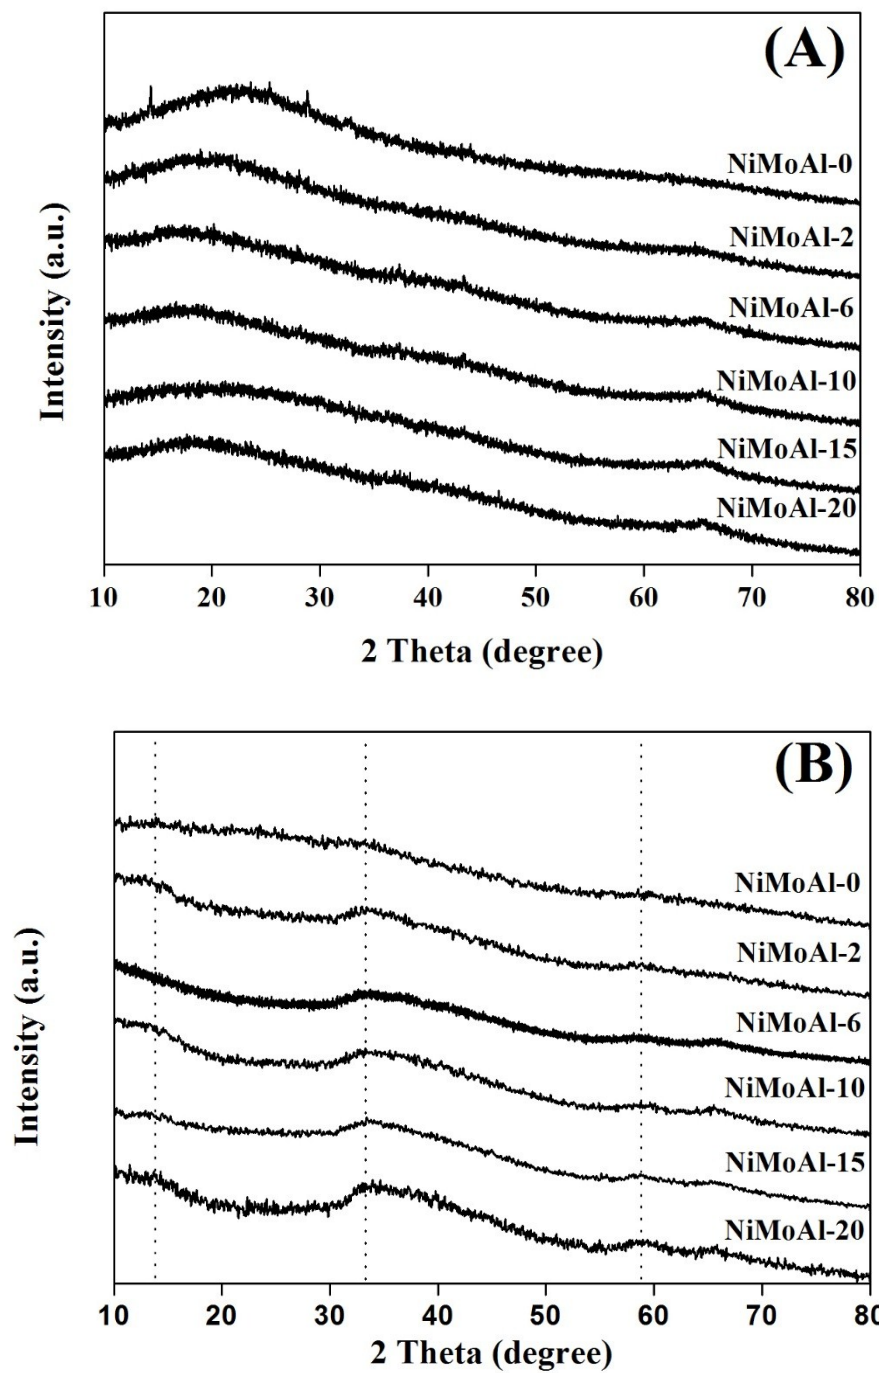 (A)
NiMoAl-0
NiMoAl-2
NiMoAl-6
NiMoAl-10
NiMoAl-15
NiMoAl-20
Intensity (a.u.)
10 20 30 40 50 60 70 80
2 Theta (degree)
(B)
NiMoAl-0
NiMoAl-2
NiMoAl-6
NiMoAl-10
NiMoAl-15
NiMoAl-20
Intensity (a.u.)
10 20 30 40 50 60 70 80
2 Theta (degree)